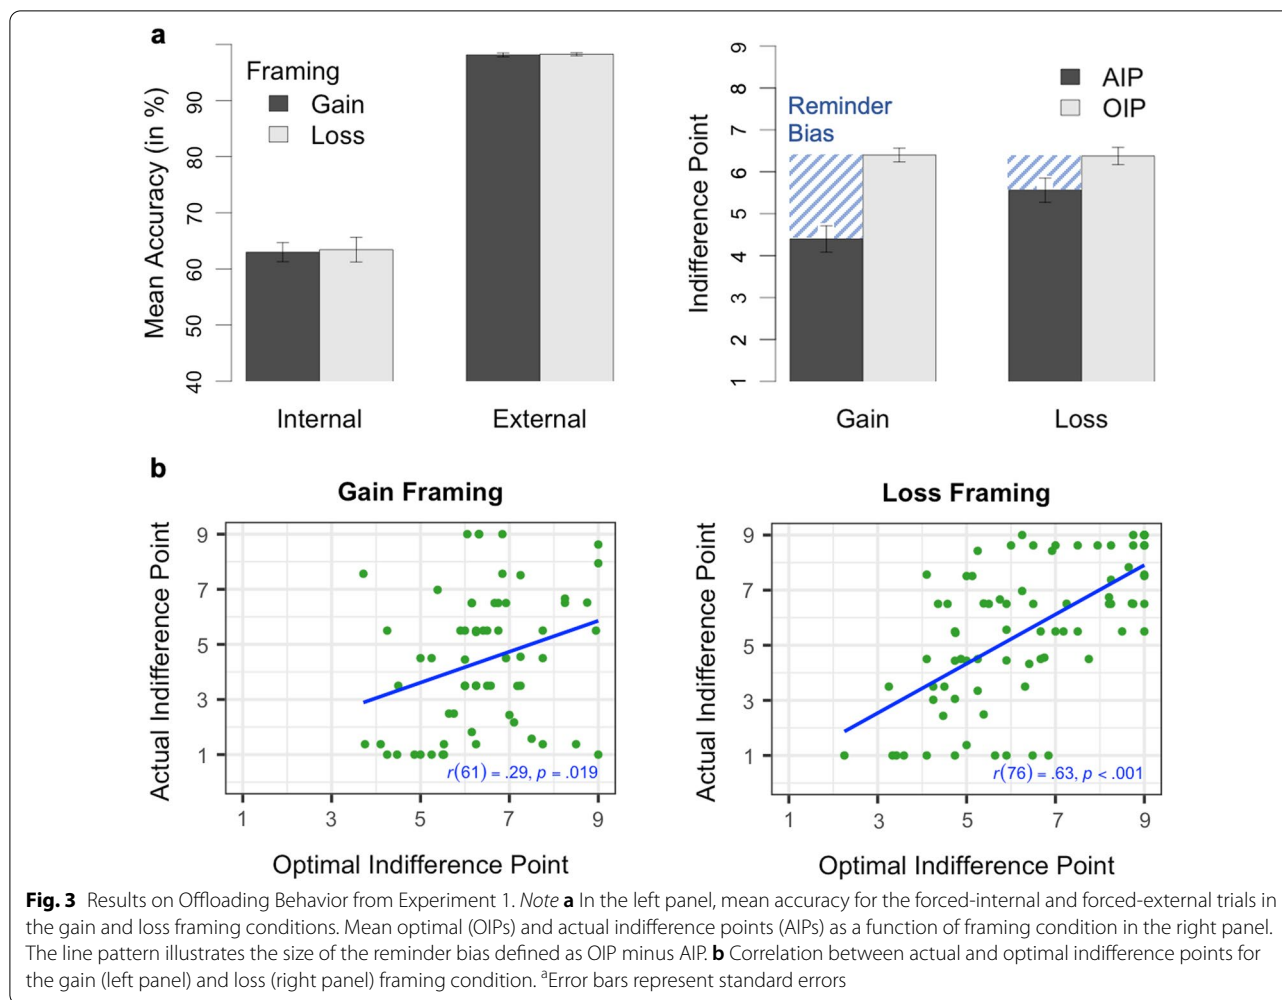 a
Mean Accuracy (in %)
90
80
70
60
50
40
Framing
Gain
Loss
Internal
External
Indifference Point
9
8
7
6
5
4
3
2
1
Reminder
Bias
AIP
OIP
Gain
Loss
b
Gain Framing
Actual Indifference Point
9
7
5
3
1
r(61) = .29, p = .019
1
3
5
7
9
Optimal Indifference Point
Loss Framing
Actual Indifference Point
9
7
5
3
1
r(76) = .63, p < .001
1
3
5
7
9
Optimal Indifference Point
Fig. 3 Results on Offloading Behavior from Experiment 1. Note a In the left panel, mean accuracy for the forced-internal and forced-external trials in
the gain and loss framing conditions. Mean optimal (OIPs) and actual indifference points (AIPs) as a function of framing condition in the right panel.
The line pattern illustrates the size of the reminder bias defined as OIP minus AIP. b Correlation between actual and optimal indifference points for
the gain (left panel) and loss (right panel) framing condition. ᵃError bars represent standard errors